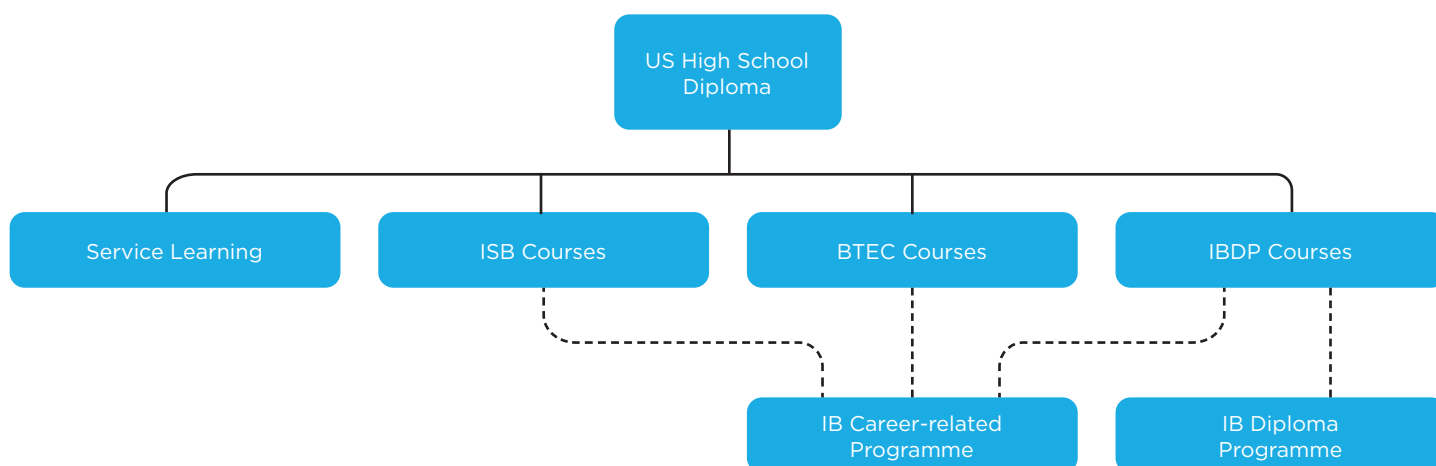 US High School
Diploma
Service Learning
ISB Courses
BTEC Courses
IBDP Courses
IB Career-related
Programme
IB Diploma
Programme